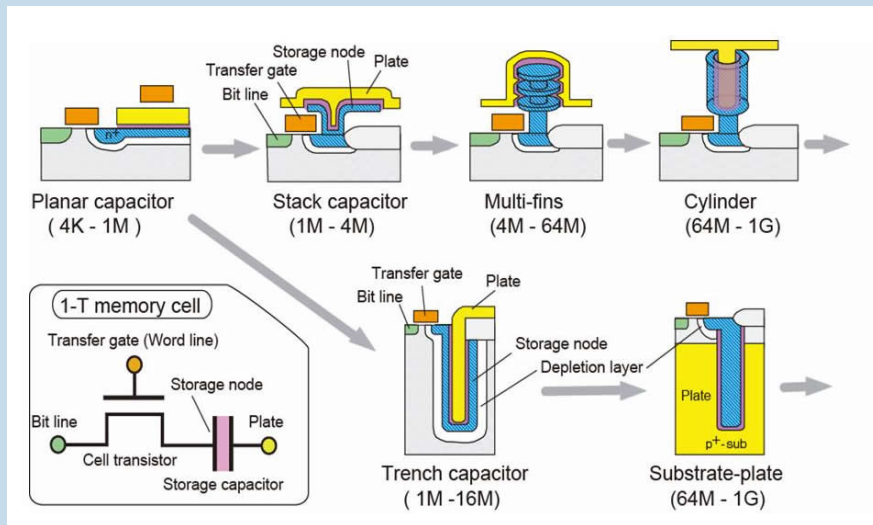 Storage node
Transfer gate
Plate
Bit line
n+
Planar capacitor
( 4K - 1M )
Stack capacitor
(1M - 4M)
Multi-fins
(4M - 64M)
Cylinder
(64M - 1G)
1-T memory cell
Transfer gate (Word line)
Storage node
Bit line
Plate
Cell transistor
Storage capacitor
Transfer gate
Bit line
Plate
Storage node
Depletion layer
Trench capacitor
( 1M -16M)
Plate
p+-sub
Substrate-plate
(64M - 1G)